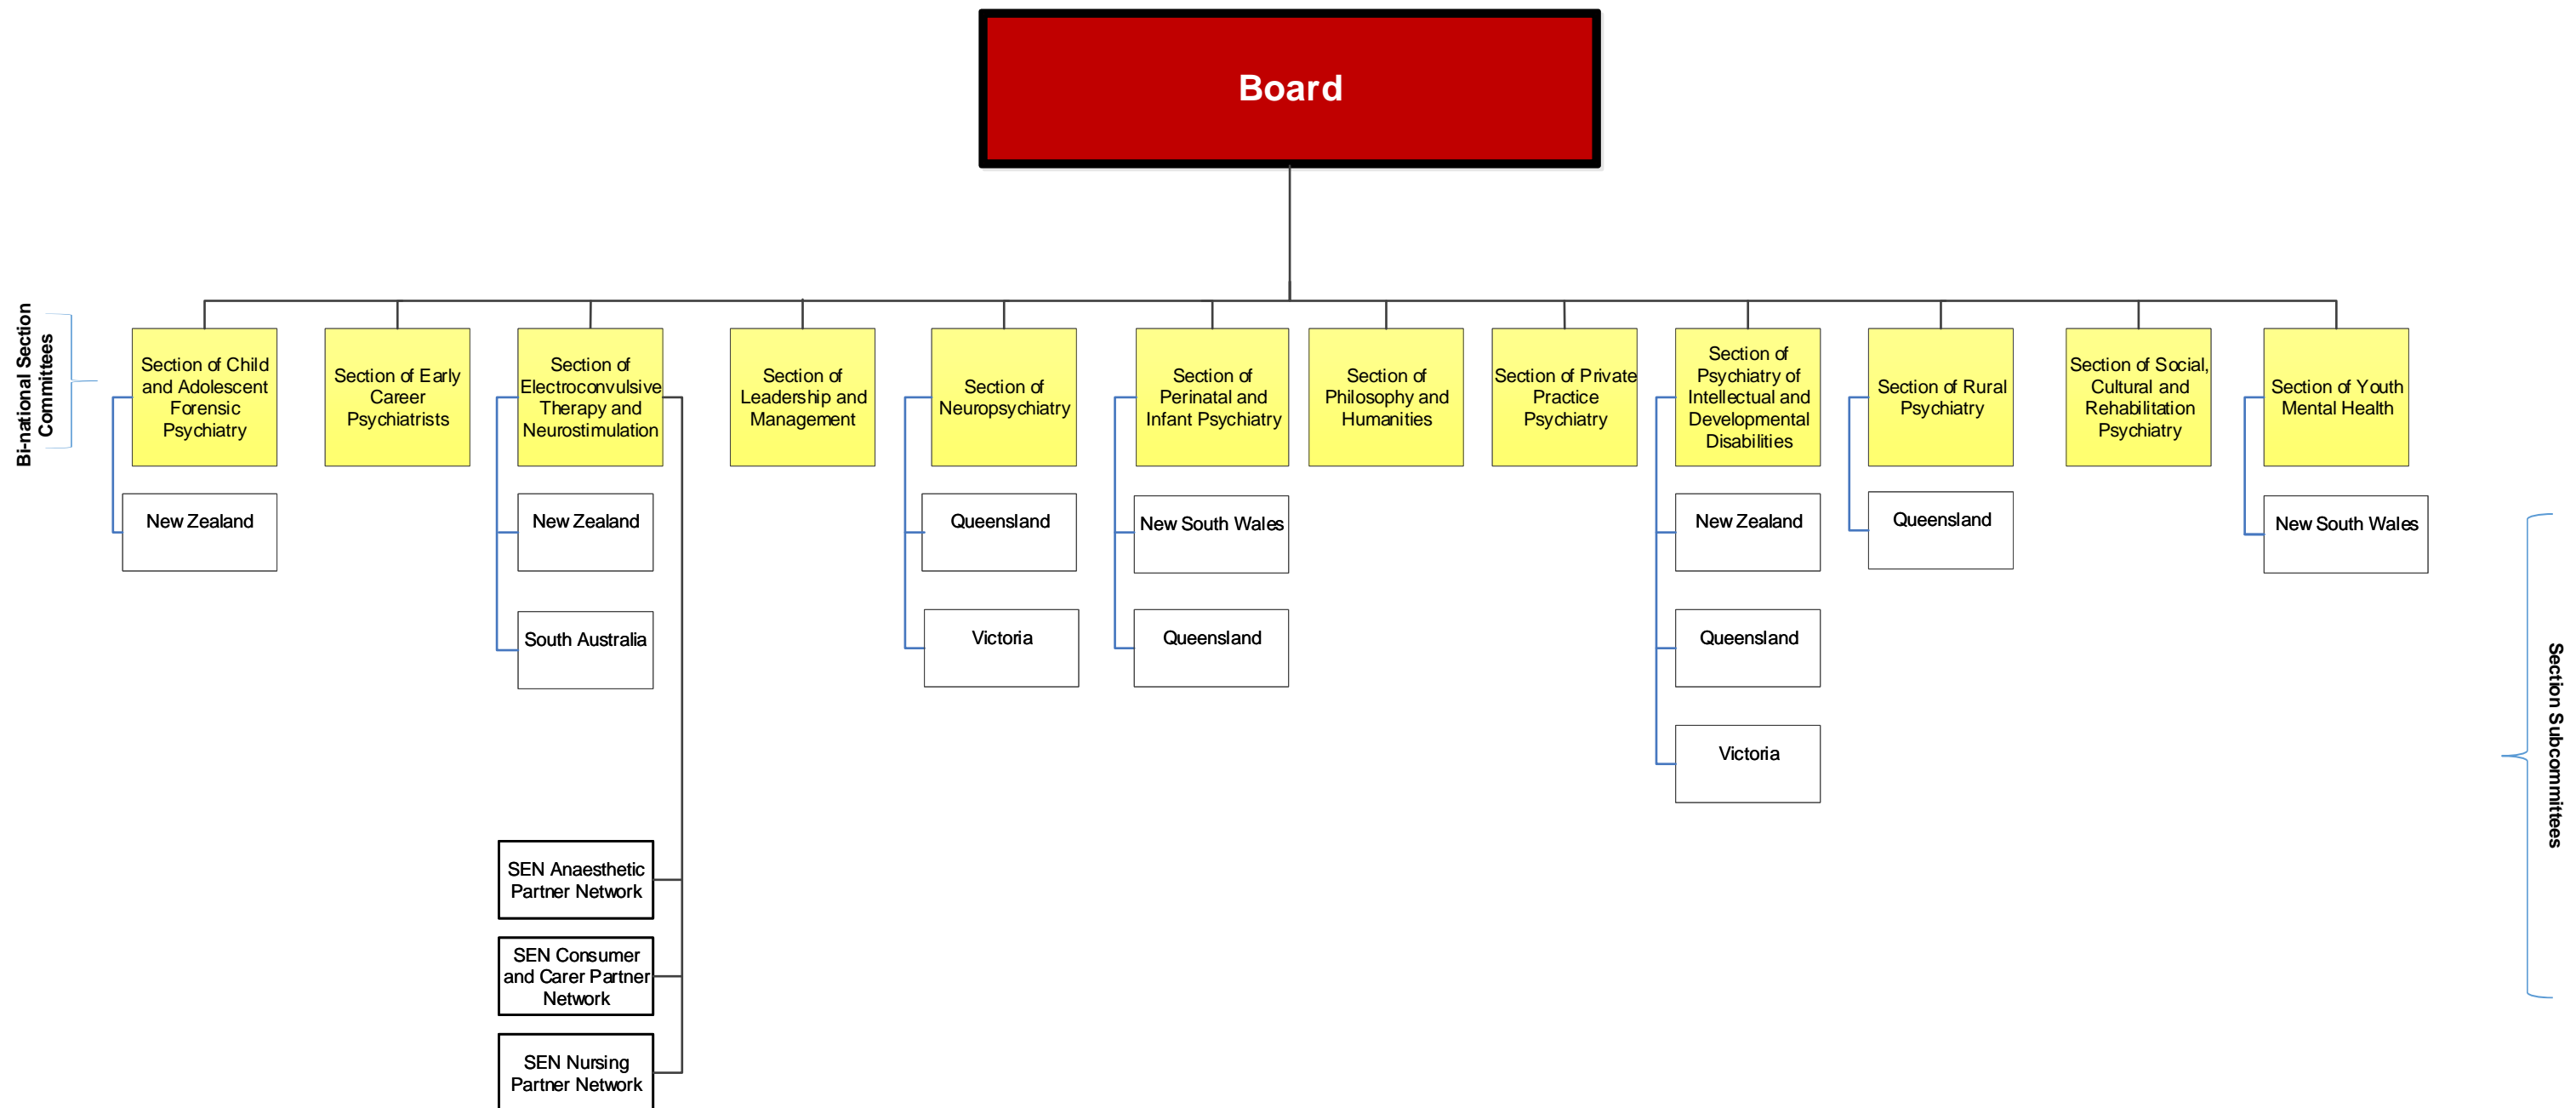 Board
Bi-national Section
Committees
Section of Child
and Adolescent
Forensic
Psychiatry
Section of Early
Career
Psychiatrists
Section of
Electroconvulsive
Therapy and
Neurostimulation
Section of
Leadership and
Management
Section of
Neuropsychiatry
Section of
Perinatal and
Infant Psychiatry
Section of
Philosophy and
Humanities
Section of Private
Practice
Psychiatry
Section of
Psychiatry of
Intellectual and
Developmental
Disabilities
Section of Rural
Psychiatry
Section of Social,
Cultural and
Rehabilitation
Psychiatry
Section of Youth
Mental Health
New Zealand
New Zealand
Queensland
New South Wales
New Zealand
Queensland
New South Wales
South Australia
Victoria
Queensland
Queensland
Victoria
Section Subcommittees
SEN Anaesthetic
Partner Network
SEN Consumer
and Carer Partner
Network
SEN Nursing
Partner Network